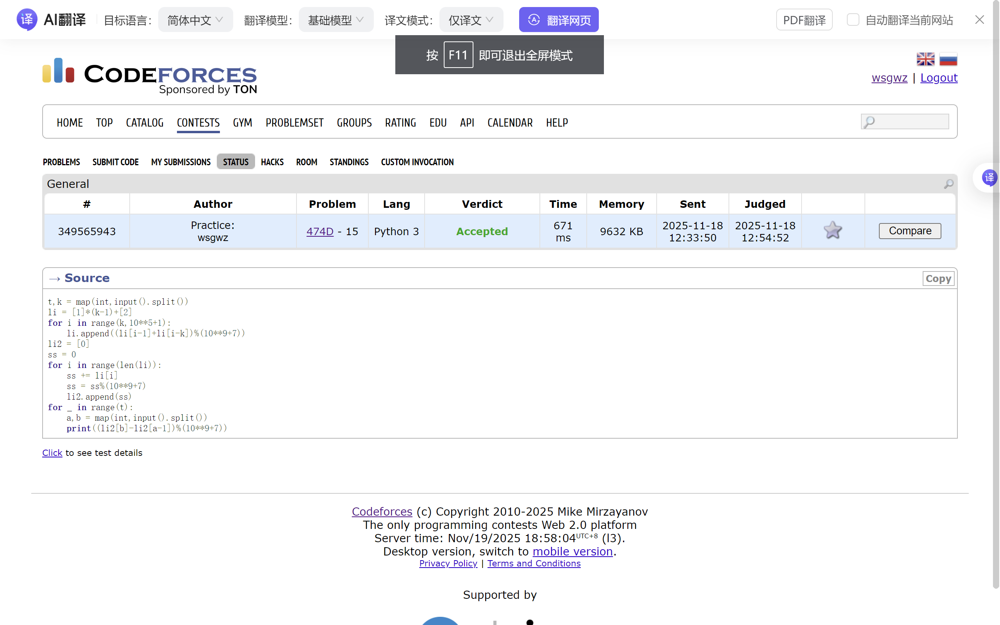 译 AI翻译 目标语言： 简体中文 翻译模型： 基础模型 译文模式： 仅译文 翻译网页 PDF翻译 自动翻译当前网站
按 F11 即可退出全屏模式
CODEFORCES
Sponsored by TON
wsgwz | Logout
HOME TOP CATALOG CONTESTS GYM PROBLEMSET GROUPS RATING EDU API CALENDAR HELP
PROBLEMS SUBMIT CODE MY SUBMISSIONS STATUS HACKS ROOM STANDINGS CUSTOM INVOCATION
译
General
# Author Problem Lang Verdict Time Memory Sent Judged
349565943 Practice: wsgwz 474D - 15 Python 3 Accepted 671 ms 9632 KB 2025-11-18 12:33:50 2025-11-18 12:54:52 Compare
→ Source Copy
t,k = map(int,input().split())
li = [1]*(k-1)+[2]
for i in range(k,10**5+1):
    li.append((li[i-1]+li[i-k])%(10**9+7))
li2 = [0]
ss = 0
for i in range(len(li)):
    ss += li[i]
    ss = ss%(10**9+7)
    li2.append(ss)
for _ in range(t):
    a,b = map(int,input().split())
    print((li2[b]-li2[a-1])%(10**9+7))
Click to see test details
Codeforces (c) Copyright 2010-2025 Mike Mirzayanov
The only programming contests Web 2.0 platform
Server time: Nov/19/2025 18:58:04UTC+8 (l3).
Desktop version, switch to mobile version.
Privacy Policy | Terms and Conditions
Supported by